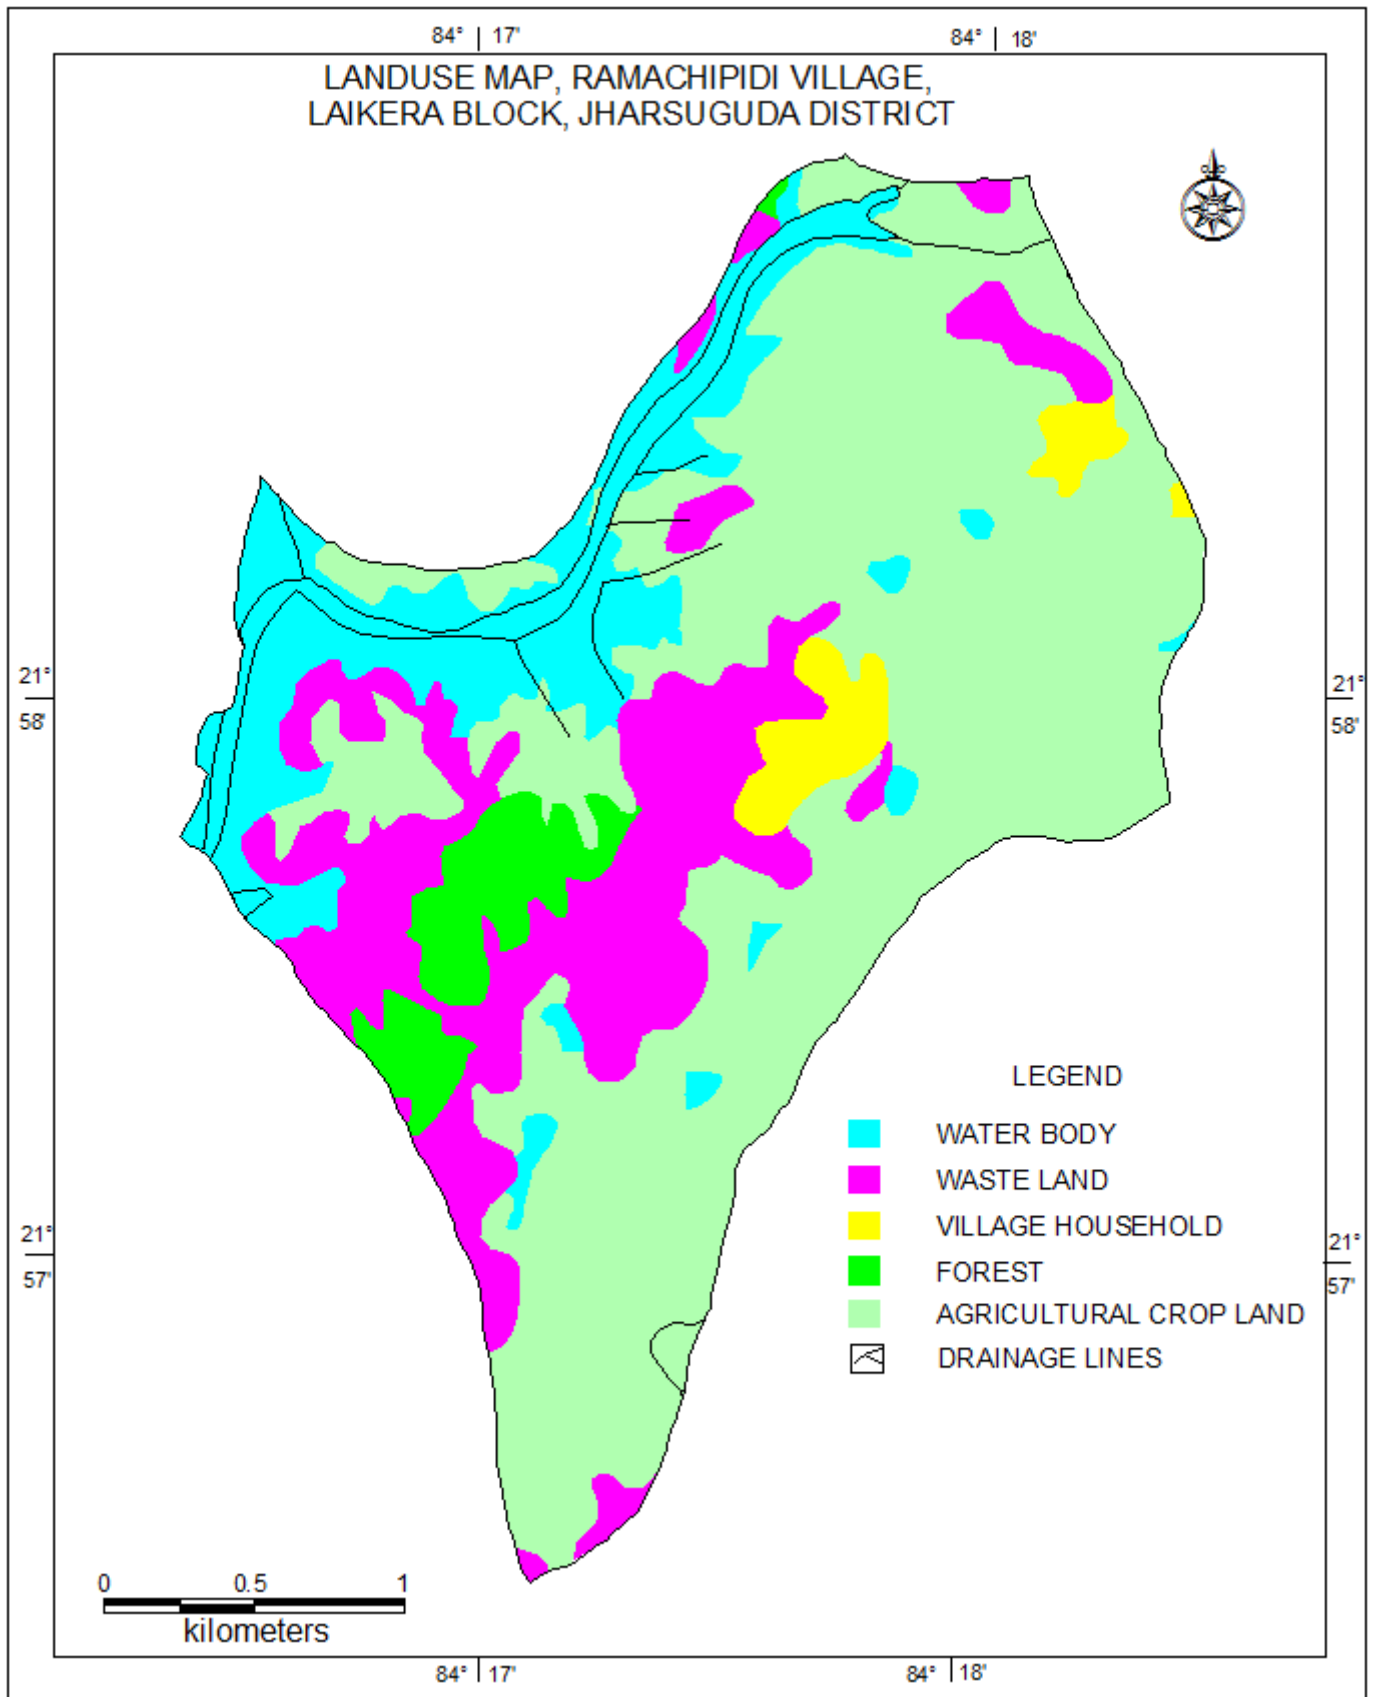 84° 17'
84° 18'
LANDUSE MAP, RAMACHIPIDI VILLAGE,
LAIKERA BLOCK, JHARSUGUDA DISTRICT
21°
58'
21°
58'
21°
57'
21°
57'
LEGEND
WATER BODY
WASTE LAND
VILLAGE HOUSEHOLD
FOREST
AGRICULTURAL CROP LAND
DRAINAGE LINES
0 0.5 1
kilometers
84° 17'
84° 18'